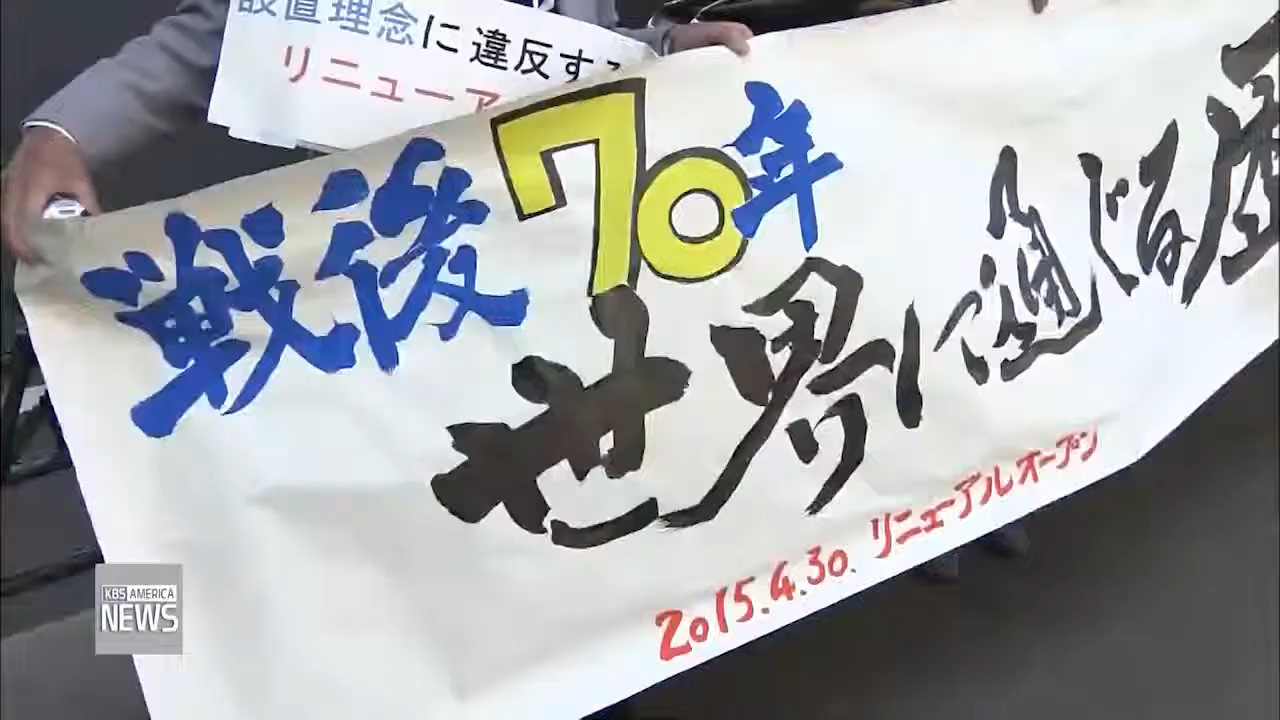 設置理念に違反す
リニューア
戦後70年
世界に通じる
2015.4.30. リニューアルオープン
KBS AMERICA
NEWS